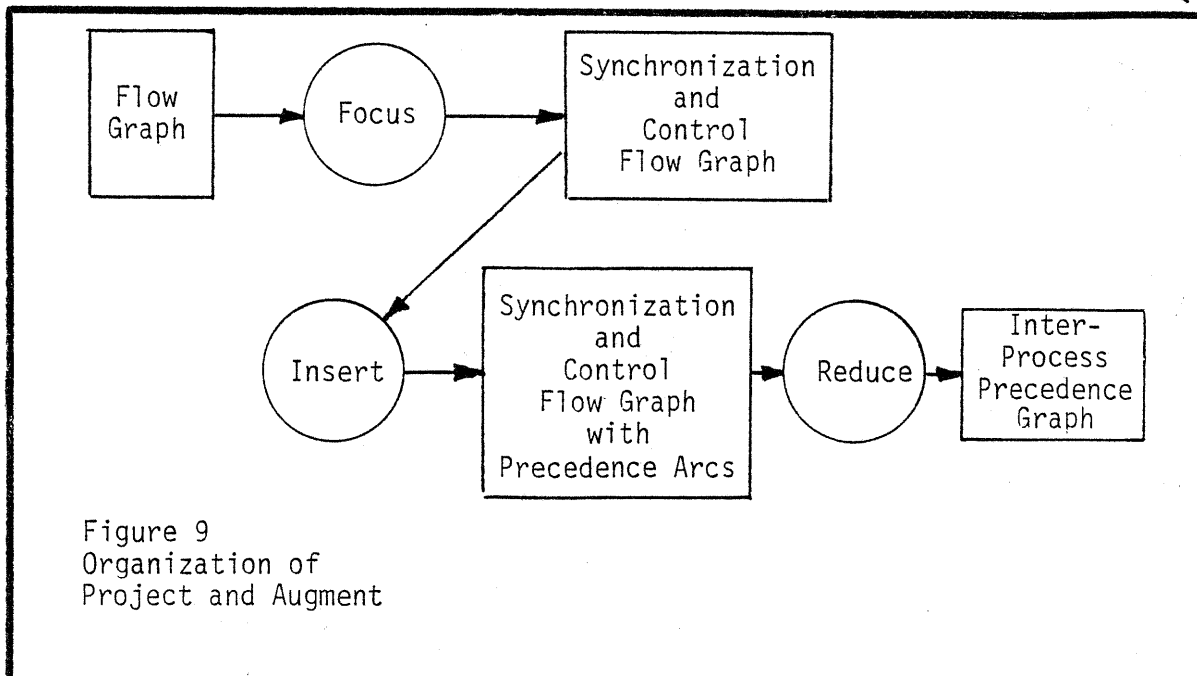 Flow
Graph
Focus
Synchronization
and
Control
Flow Graph
Insert
Synchronization
and
Control
Flow Graph
with
Precedence Arcs
Reduce
Inter-
Process
Precedence
Graph
Figure 9
Organization of
Project and Augment